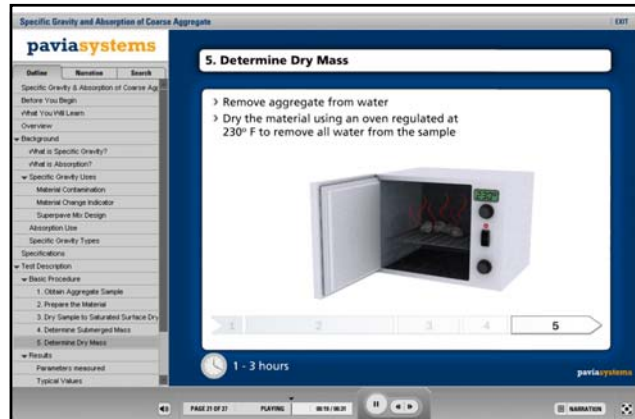 Specific Gravity and Absorption of Coarse Aggregate
EXIT
paviasystems
Outline Narration Search
Specific Gravity & Absorption of Coarse Agg
Before You Begin
What You Will Learn
Overview
Background
What is Specific Gravity?
What is Absorption?
Specific Gravity Uses
Material Contamination
Material Change Indicator
Superpave Mix Design
Absorption Use
Specific Gravity Types
Specifications
Test Description
Basic Procedure
1. Obtain Aggregate Sample
2. Prepare the Material
3. Dry Sample to Saturated Surface Dry
4. Determine Submerged Mass
5. Determine Dry Mass
Results
Parameters measured
Typical Values
5. Determine Dry Mass
› Remove aggregate from water
› Dry the material using an oven regulated at
230º F to remove all water from the sample
230°
1 2 3 4 5
1 - 3 hours
paviasystems
PAGE 21 OF 27 PLAYING 00:19 / 00:31
NARRATION